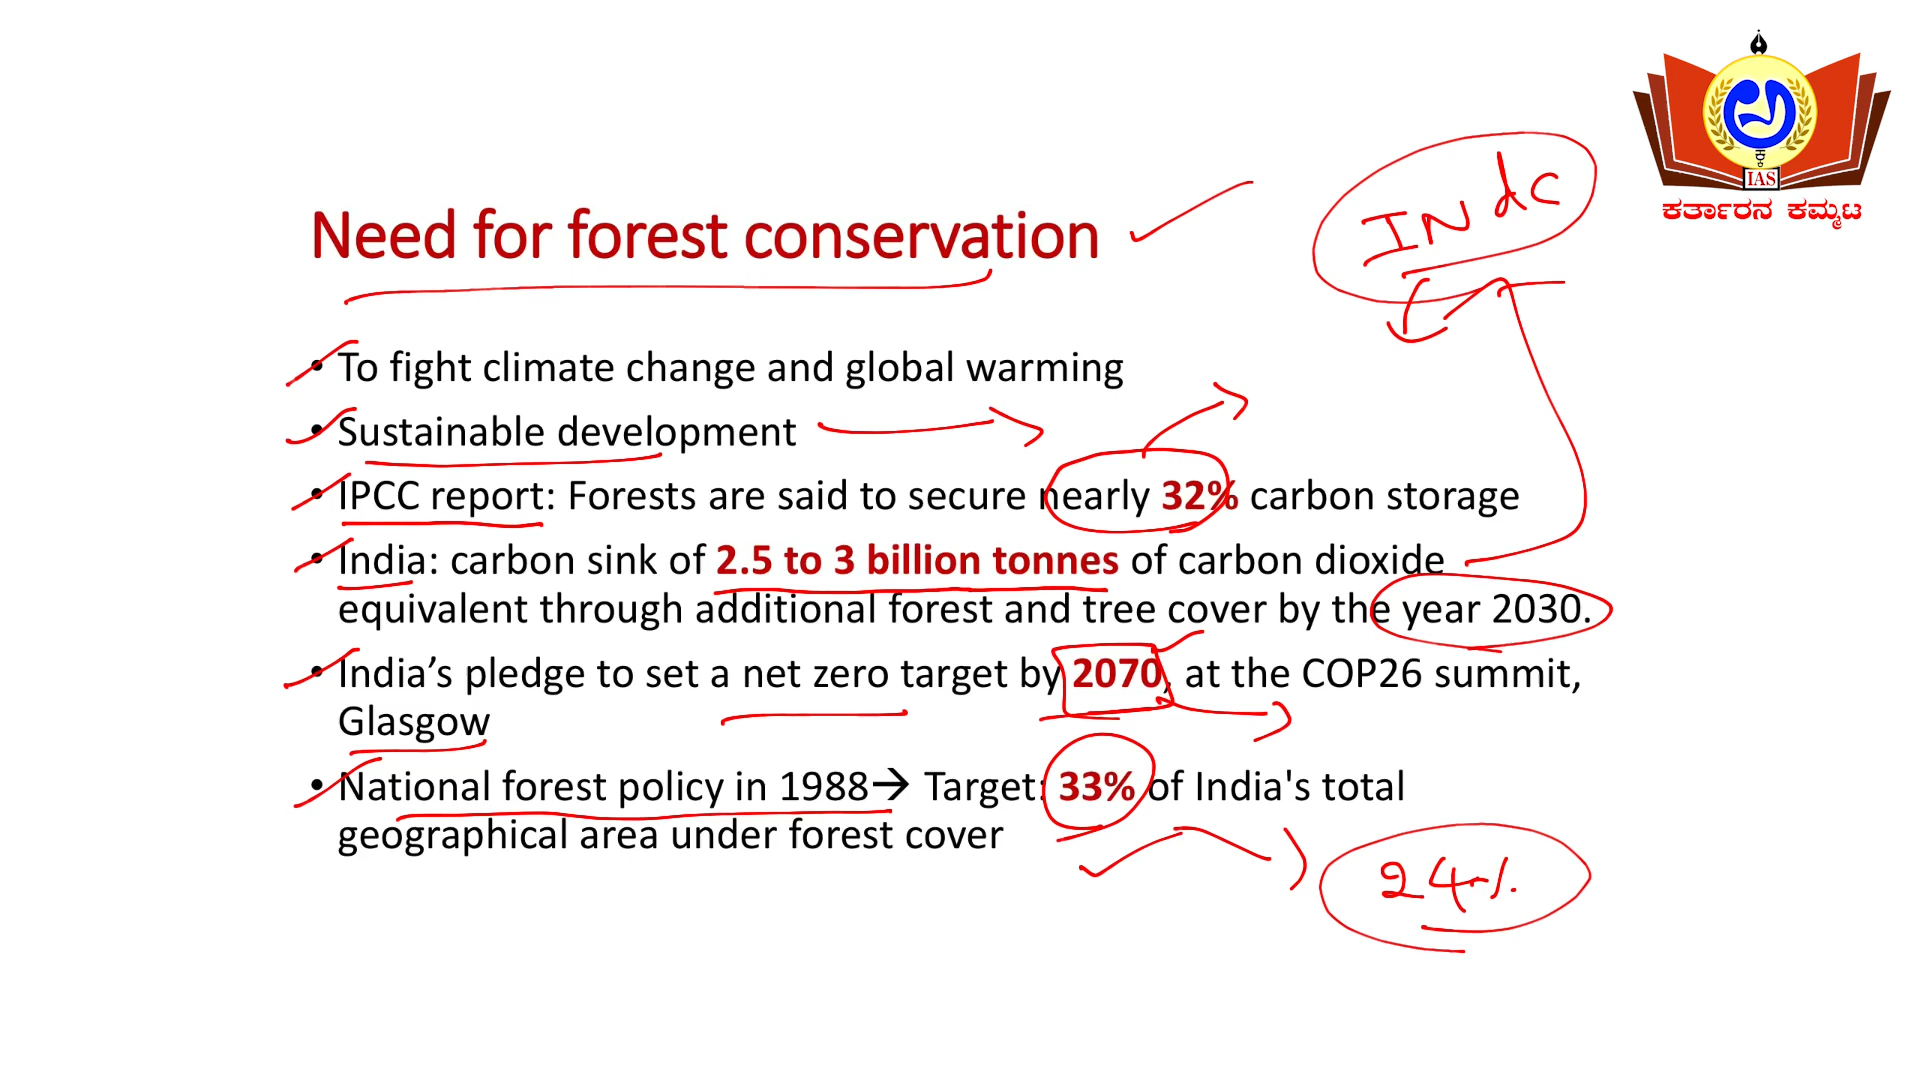 IAS
ಕರ್ತಾರನ ಕಮ್ಮಟ
INdC
Need for forest conservation
• To fight climate change and global warming
• Sustainable development
• IPCC report: Forests are said to secure nearly 32% carbon storage
• India: carbon sink of 2.5 to 3 billion tonnes of carbon dioxide
equivalent through additional forest and tree cover by the year 2030.
• India’s pledge to set a net zero target by 2070, at the COP26 summit,
Glasgow
• National forest policy in 1988→ Target: 33% of India's total
geographical area under forest cover
24%